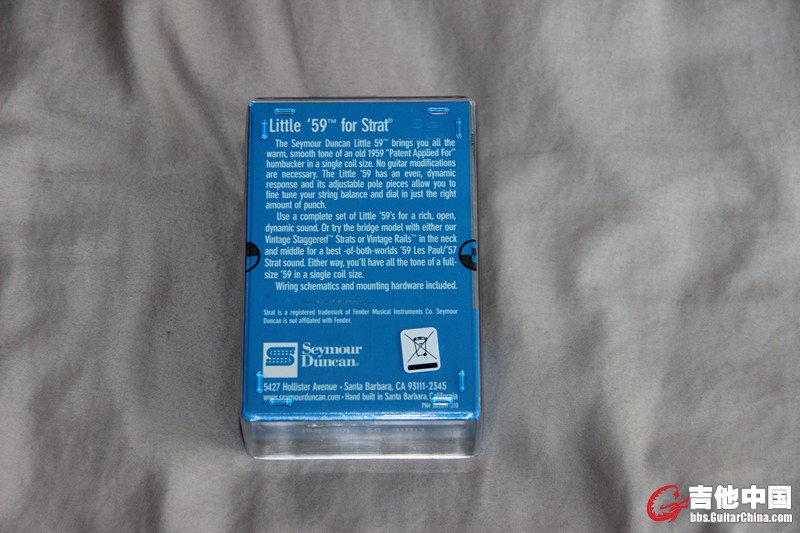 Little '59™ for Strat®
The Seymour Duncan Little 59™ brings you all the
warm, smooth tone of an old 1959 "Patent Applied For"
humbucker in a single coil size. No guitar modifications
are necessary. The Little '59 has an even, dynamic
response and its adjustable pole pieces allow you to
fine tune your string balance and dial in just the right
amount of punch.
Use a complete set of Little '59's for a rich, open,
dynamic sound. Or try the bridge model with either our
Vintage Staggered™ Strats or Vintage Rails™ in the neck
and middle for a best -of-both-worlds '59 Les Paul/'57
Strat sound. Either way, you'll have all the tone of a full-
size '59 in a single coil size.
Wiring schematics and mounting hardware included.
Strat is a registered trademark of Fender Musical Instruments Co. Seymour
Duncan is not affiliated with Fender.
Seymour
Duncan®
5427 Hollister Avenue • Santa Barbara, CA 93111-2345
www.seymourduncan.com • Hand built in Santa Barbara, California
PN#
吉他中国
bbs.GuitarChina.com